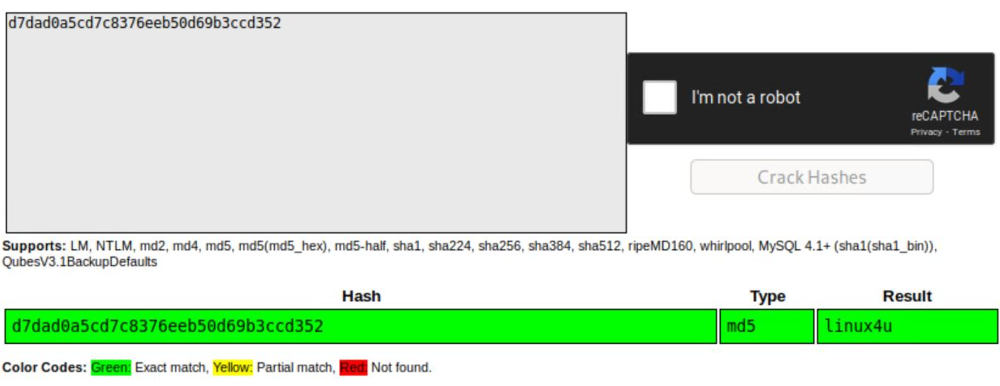 d7dad0a5cd7c8376eeb50d69b3ccd352
I'm not a robot
reCAPTCHA
Privacy - Terms
Crack Hashes
Supports: LM, NTLM, md2, md4, md5, md5(md5_hex), md5-half, sha1, sha224, sha256, sha384, sha512, ripeMD160, whirlpool, MySQL 4.1+ (sha1(sha1_bin)),
QubesV3.1BackupDefaults
Hash Type Result
d7dad0a5cd7c8376eeb50d69b3ccd352 md5 linux4u
Color Codes: Green: Exact match, Yellow: Partial match, Red: Not found.